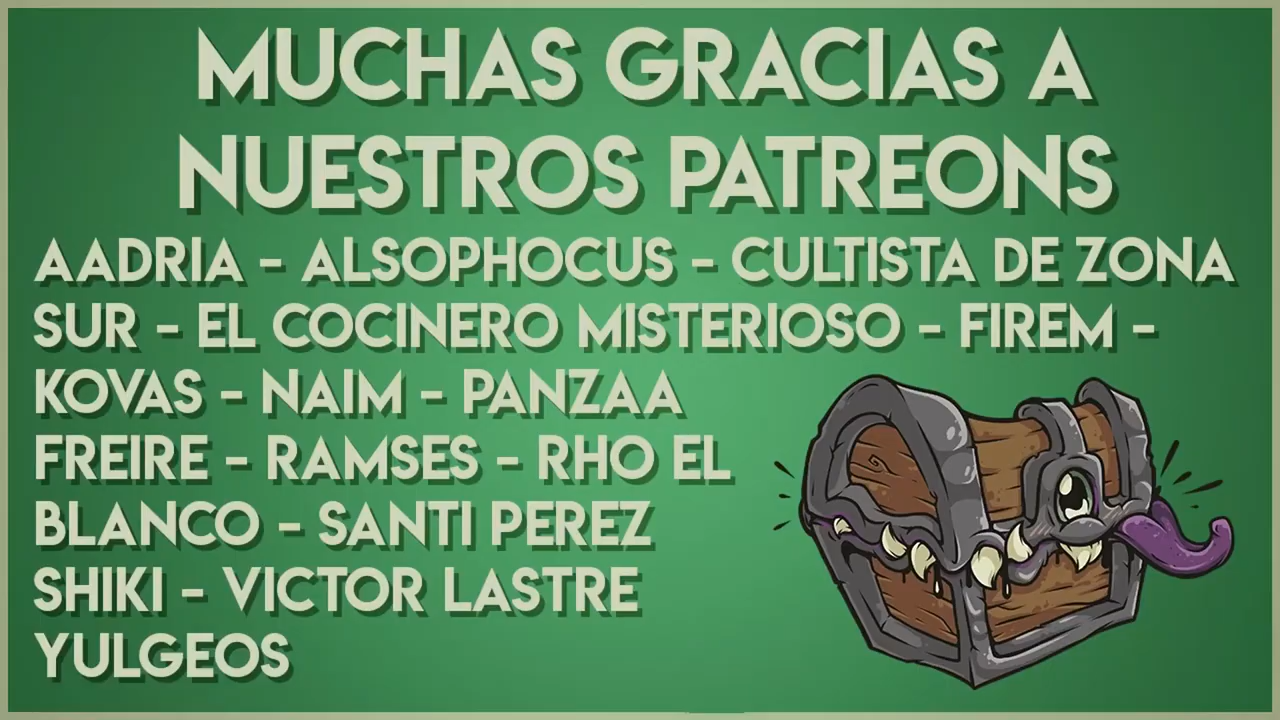 MUCHAS GRACIAS A
NUESTROS PATREONS
AADRIA - ALSOPHOCUS - CULTISTA DE ZONA
SUR - EL COCINERO MISTERIOSO - FIREM -
KOVAS - NAIM - PANZAA
FREIRE - RAMSES - RHO EL
BLANCO - SANTI PEREZ
SHIKI - VICTOR LASTRE
YULGEOS